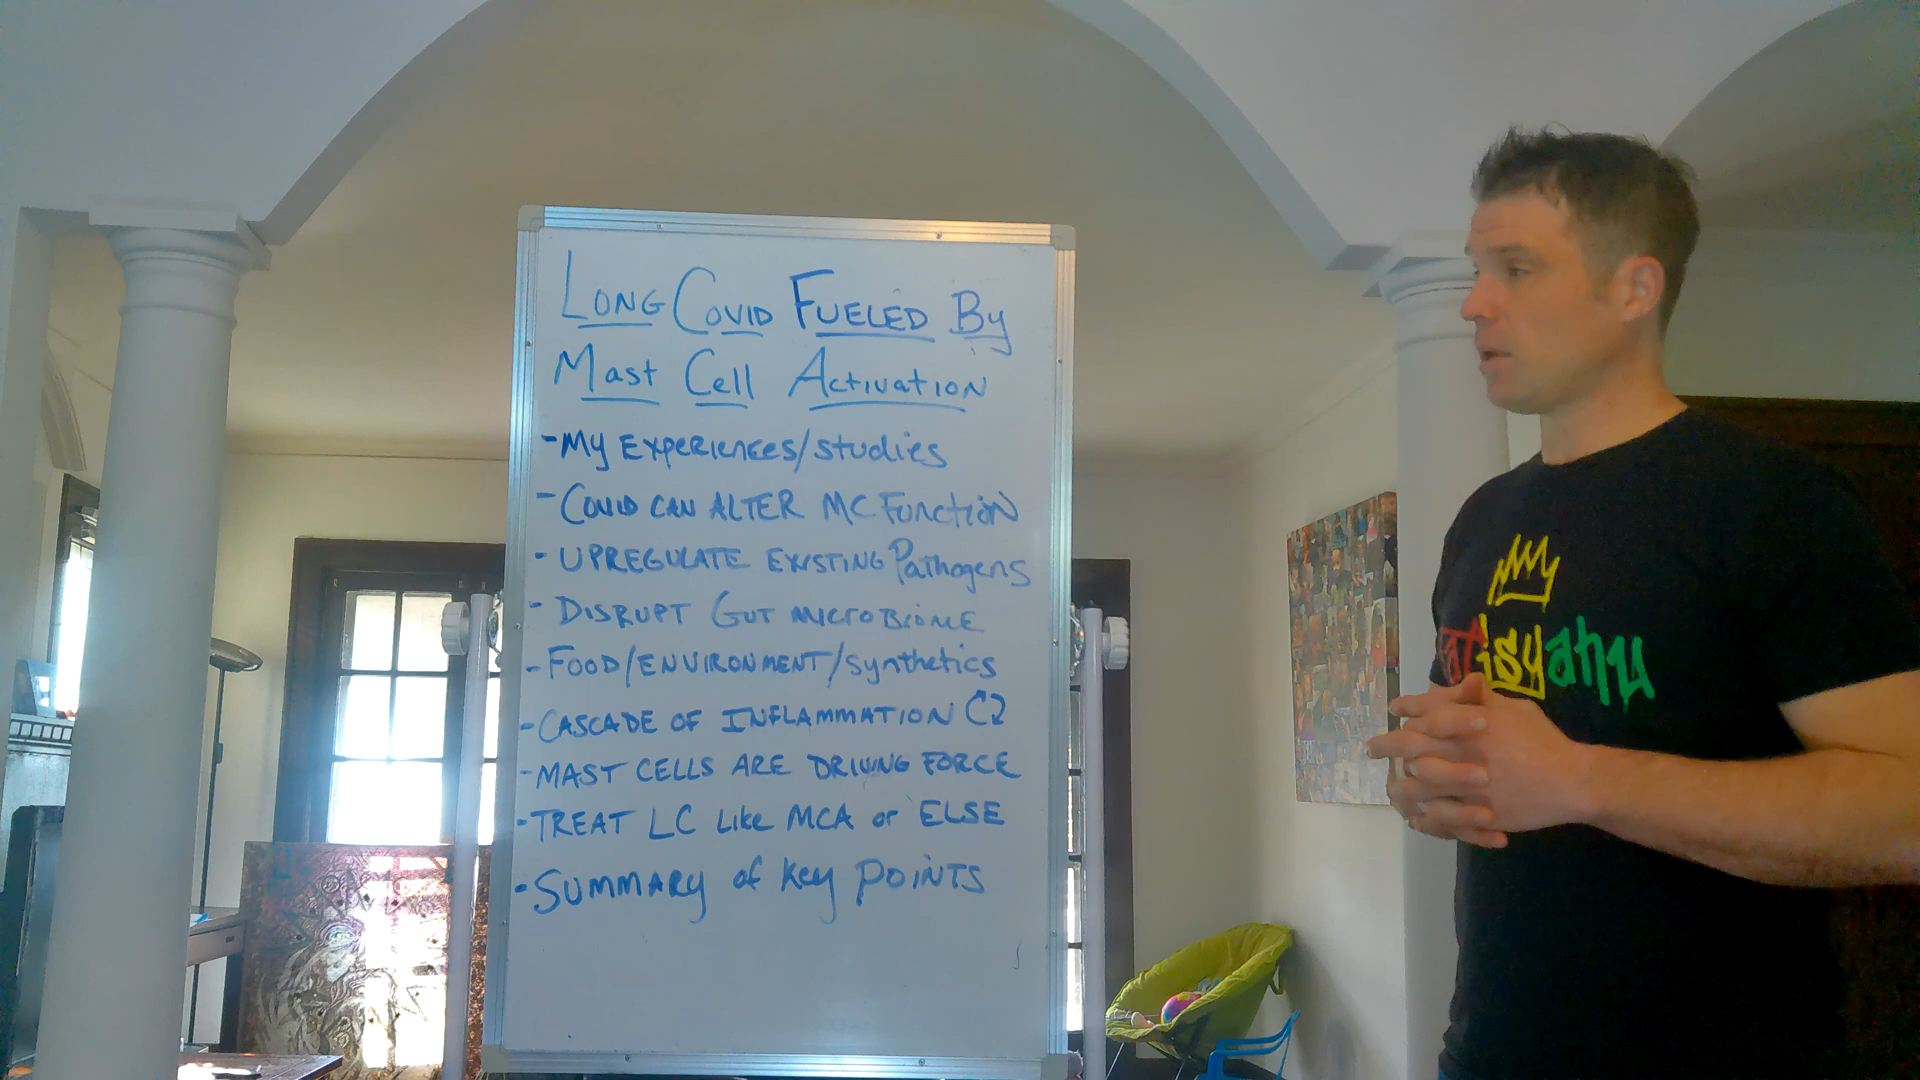 Long Covid Fueled By
Mast Cell Activation
-My Experiences/studies
-Covid can ALTER MC Function
-UPREGULATE EXISTING Pathogens
-DISRUPT GUT MICROBIOME
-FOOD/ENVIRONMENT/synthetics
-CASCADE OF INFLAMMATION
-MAST CELLS ARE DRIVING FORCE
-TREAT LC Like MCA or ELSE
-SUMMARY of Key POINTS
atisyahu